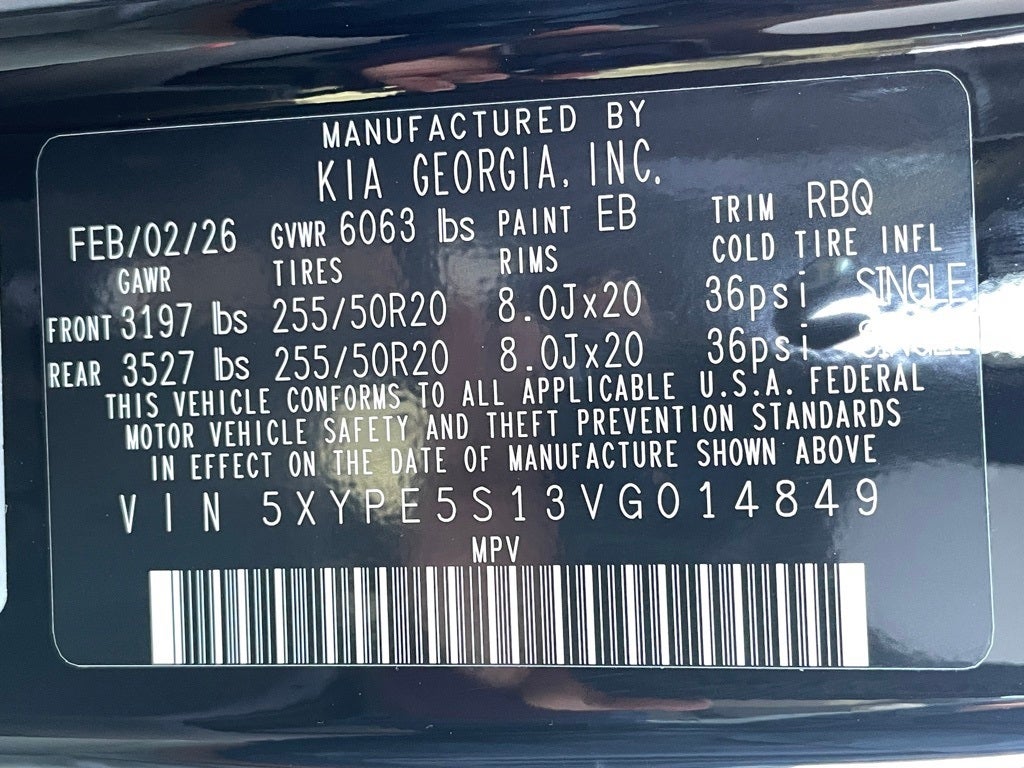 MANUFACTURED BY
KIA GEORGIA, INC.
FEB/02/26 GVWR 6063 lbs PAINT EB TRIM RBQ
GAWR TIRES RIMS COLD TIRE INFL
FRONT 3197 lbs 255/50R20 8.0Jx20 36psi SINGLE
REAR 3527 lbs 255/50R20 8.0Jx20 36psi SINGLE
THIS VEHICLE CONFORMS TO ALL APPLICABLE U.S.A. FEDERAL
MOTOR VEHICLE SAFETY AND THEFT PREVENTION STANDARDS
IN EFFECT ON THE DATE OF MANUFACTURE SHOWN ABOVE
VIN 5XYPE5S13VG014849
MPV